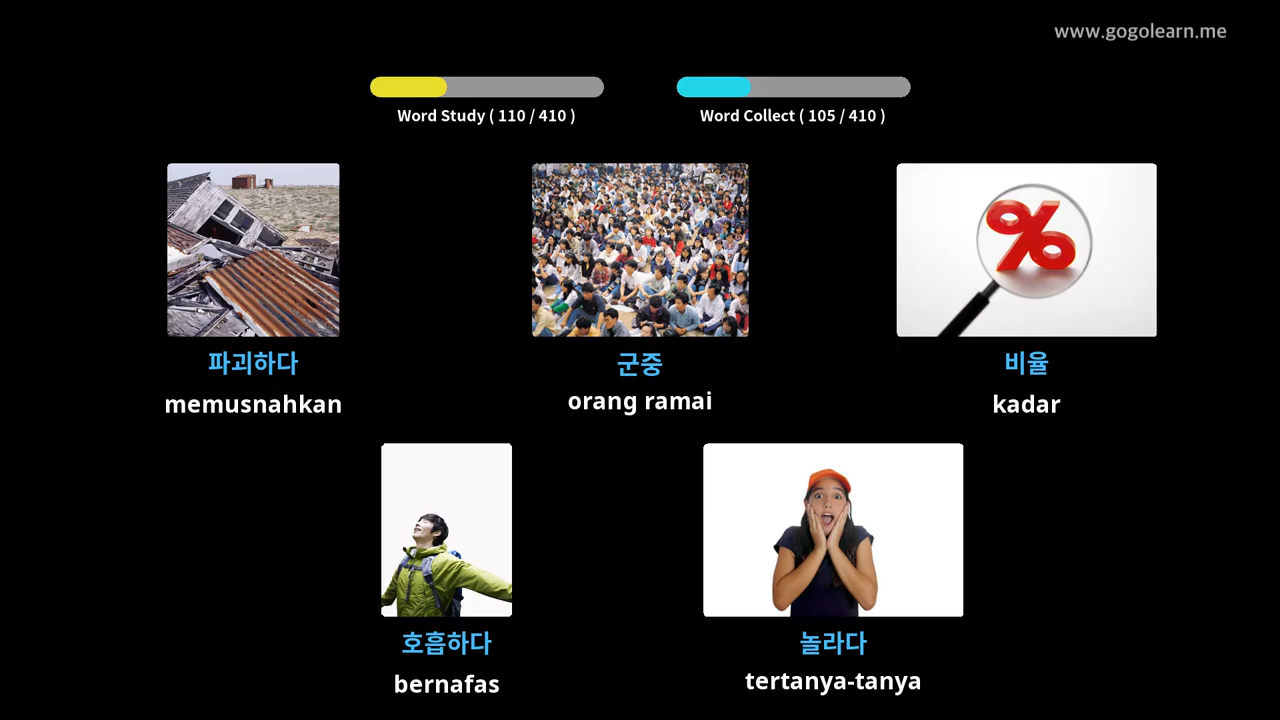 www.gogolearn.me
Word Study ( 110 / 410 )
Word Collect ( 105 / 410 )
파괴하다
memusnahkan
군중
orang ramai
비율
kadar
호흡하다
bernafas
놀라다
tertanya-tanya